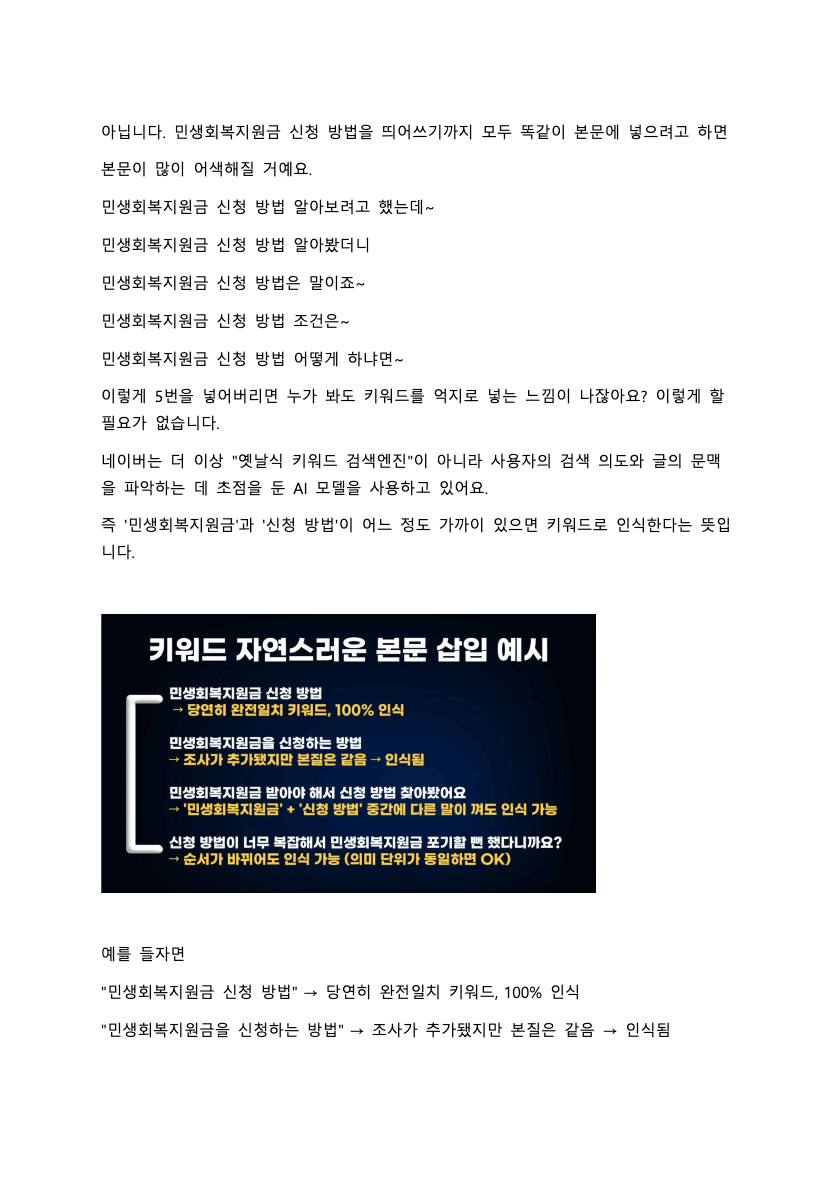 아닙니다. 민생회복지원금 신청 방법을 띄어쓰기까지 모두 똑같이 본문에 넣으려고 하면
본문이 많이 어색해질 거예요.
민생회복지원금 신청 방법 알아보려고 했는데~
민생회복지원금 신청 방법 알아봤더니
민생회복지원금 신청 방법은 말이죠~
민생회복지원금 신청 방법 조건은~
민생회복지원금 신청 방법 어떻게 하냐면~
이렇게 5번을 넣어버리면 누가 봐도 키워드를 억지로 넣는 느낌이 나잖아요? 이렇게 할
필요가 없습니다.
네이버는 더 이상 "옛날식 키워드 검색엔진"이 아니라 사용자의 검색 의도와 글의 문맥
을 파악하는 데 초점을 둔 AI 모델을 사용하고 있어요.
즉 '민생회복지원금'과 '신청 방법'이 어느 정도 가까이 있으면 키워드로 인식한다는 뜻입
니다.
키워드 자연스러운 본문 삽입 예시
민생회복지원금 신청 방법
→ 당연히 완전일치 키워드, 100% 인식
민생회복지원금을 신청하는 방법
→ 조사가 추가됐지만 본질은 같음 → 인식됨
민생회복지원금 받아야 해서 신청 방법 찾아봤어요
→ '민생회복지원금' + '신청 방법' 중간에 다른 말이 껴도 인식 가능
신청 방법이 너무 복잡해서 민생회복지원금 포기할 뻔 했다니까요?
→ 순서가 바뀌어도 인식 가능 (의미 단위가 동일하면 OK)
예를 들자면
"민생회복지원금 신청 방법" → 당연히 완전일치 키워드, 100% 인식
"민생회복지원금을 신청하는 방법" → 조사가 추가됐지만 본질은 같음 → 인식됨